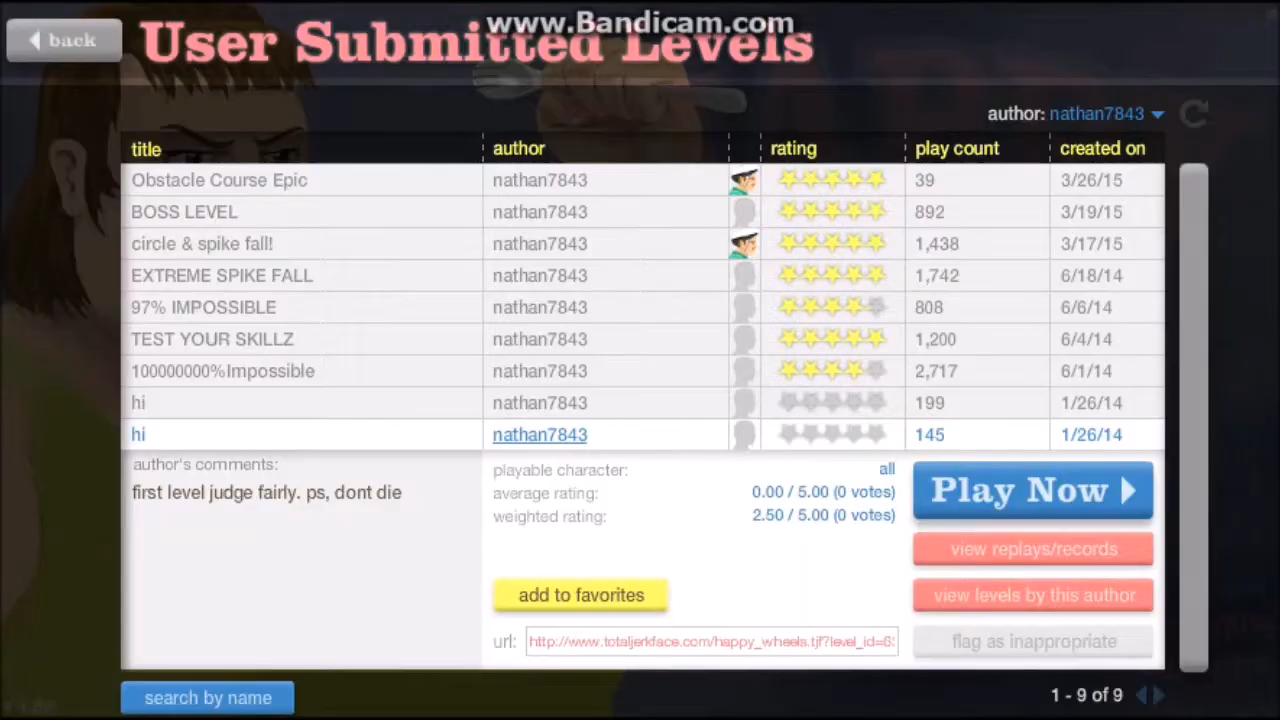 www.Bandicam.com
back
User Submitted Levels
author: nathan7843
title author rating play count created on
Obstacle Course Epic nathan7843 39 3/26/15
BOSS LEVEL nathan7843 892 3/19/15
circle & spike fall! nathan7843 1,438 3/17/15
EXTREME SPIKE FALL nathan7843 1,742 6/18/14
97% IMPOSSIBLE nathan7843 808 6/6/14
TEST YOUR SKILLZ nathan7843 1,200 6/4/14
100000000%Impossible nathan7843 2,717 6/1/14
hi nathan7843 199 1/26/14
hi nathan7843 145 1/26/14
author's comments:
first level judge fairly. ps, dont die
playable character: all
average rating: 0.00 / 5.00 (0 votes)
weighted rating: 2.50 / 5.00 (0 votes)
Play Now
view replays/records
add to favorites
view levels by this author
url: http://www.totaljerkface.com/happy_wheels.tjf?level_id=6
flag as inappropriate
search by name
1 - 9 of 9